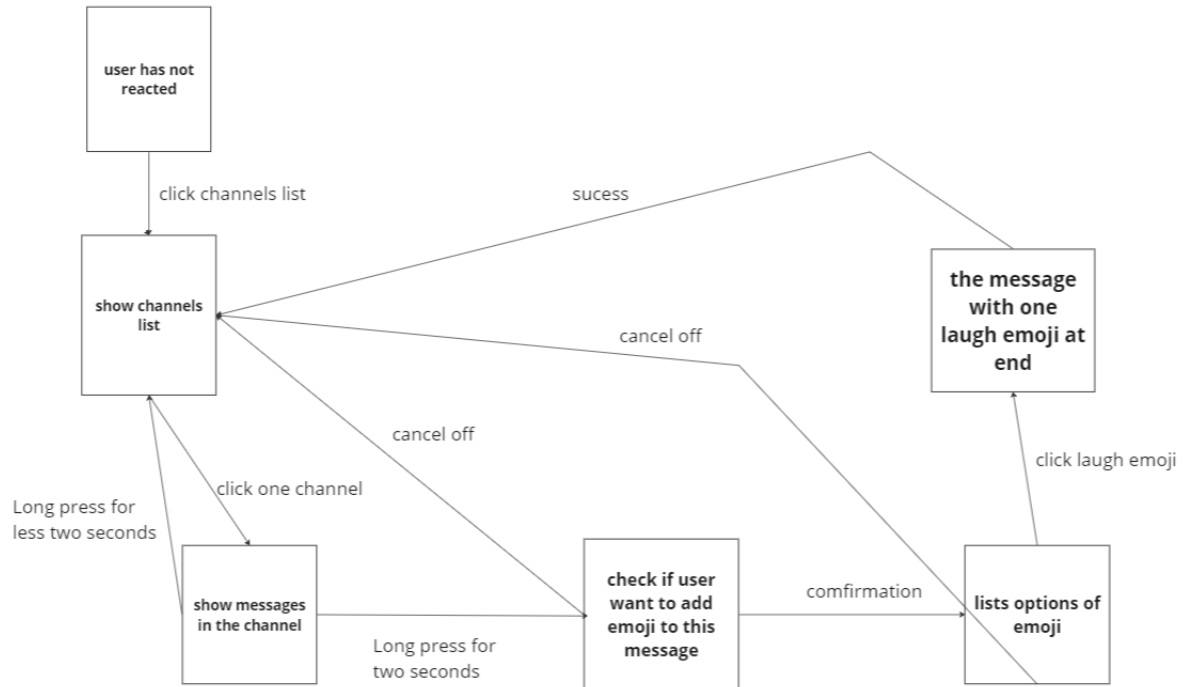 user has not
reacted
click channels list
sucess
show channels
list
the message
with one
laugh emoji at
end
cancel off
cancel off
click laugh emoji
click one channel
Long press for
less two seconds
show messages
in the channel
Long press for
two seconds
check if user
want to add
emoji to this
message
comfirmation
lists options of
emoji